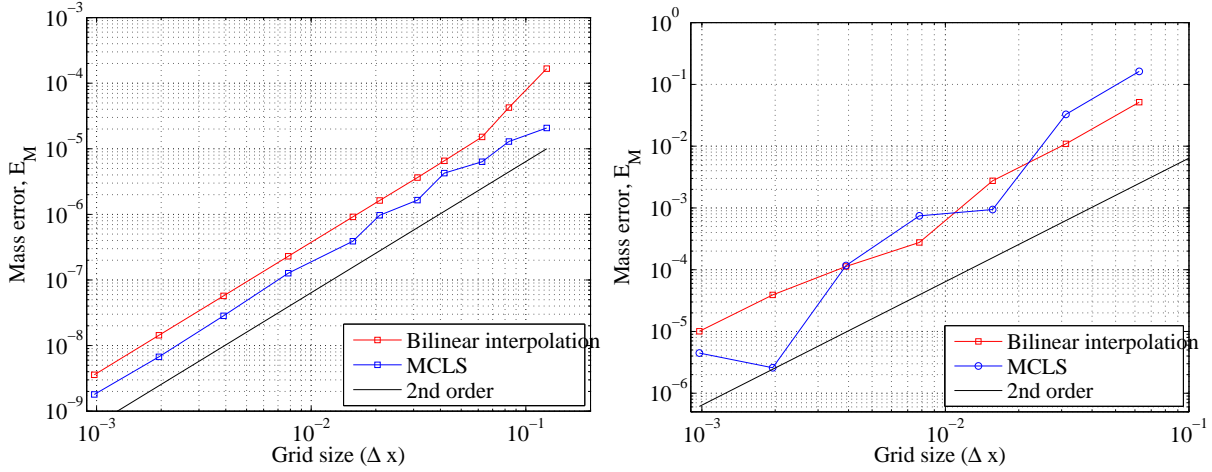 10^-3
10^-4
10^-5
10^-6
10^-7
10^-8
10^-9
Mass error, E_M
10^-3
10^-2
10^-1
Grid size (Δ x)
Bilinear interpolation
MCLS
2nd order
10^0
10^-1
10^-2
10^-3
10^-4
10^-5
10^-6
Mass error, E_M
10^-3
10^-2
10^-1
Grid size (Δ x)
Bilinear interpolation
MCLS
2nd order